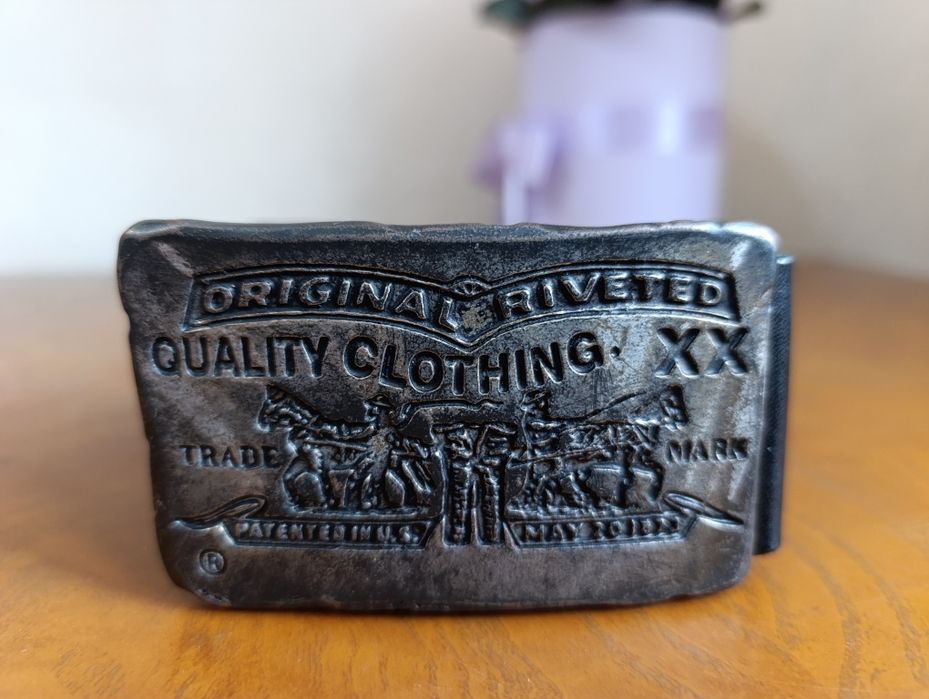 ORIGINAL RIVETED
QUALITY CLOTHING. XX
TRADE MARK
PATENTED IN U.S. MAY 20 1873
®